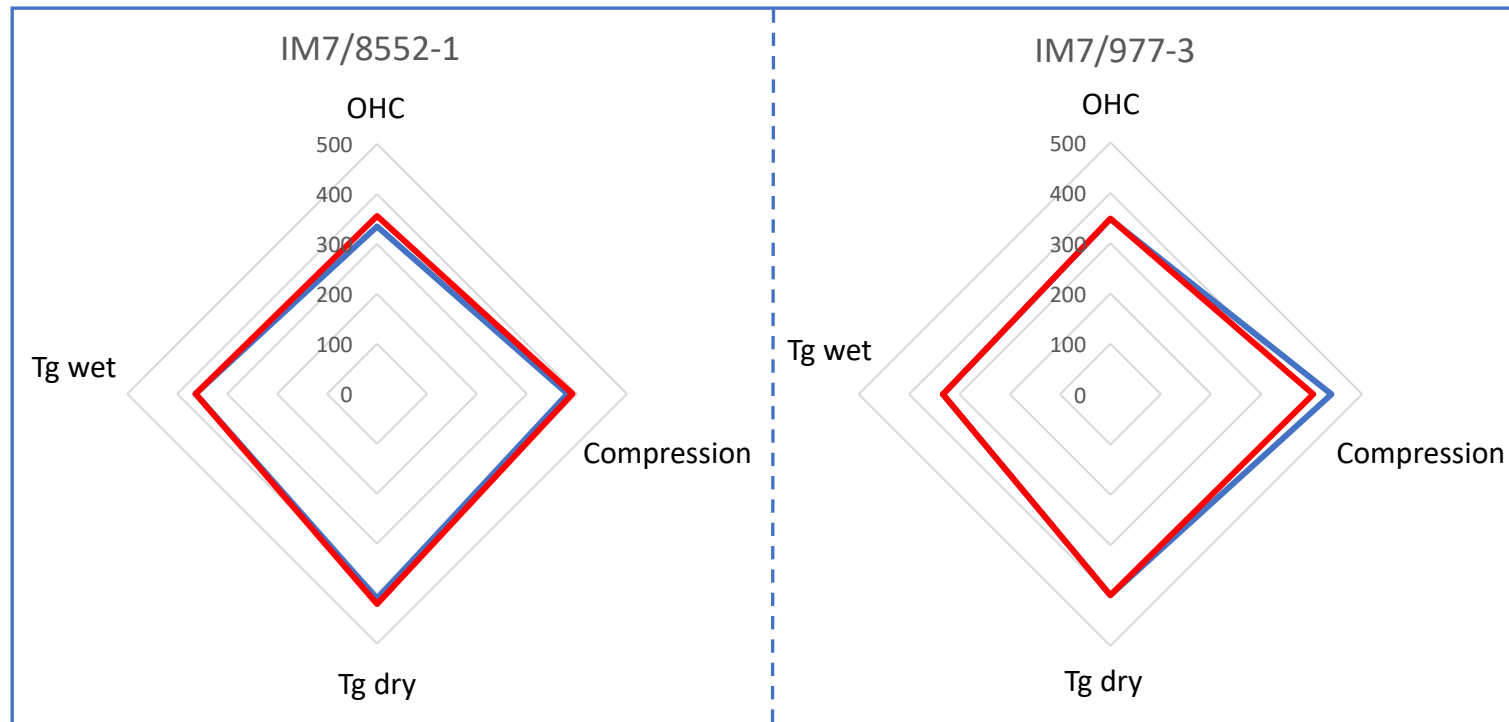 IM7/8552-1
OHC
500
400
300
200
100
0
Tg wet
Compression
Tg dry
IM7/977-3
OHC
500
400
300
200
100
0
Tg wet
Compression
Tg dry